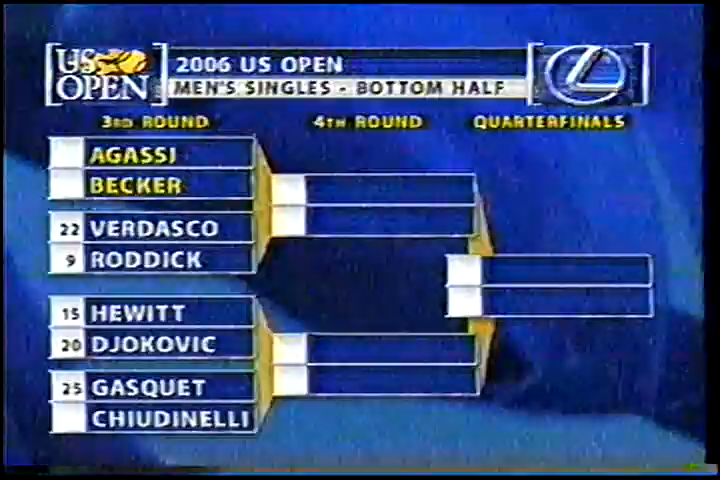 US OPEN
2006 US OPEN
MEN'S SINGLES - BOTTOM HALF
3RD ROUND 4TH ROUND QUARTERFINALS
AGASSI
BECKER
22 VERDASCO
9 RODDICK
15 HEWITT
20 DJOKOVIC
25 GASQUET
CHIUDINELLI